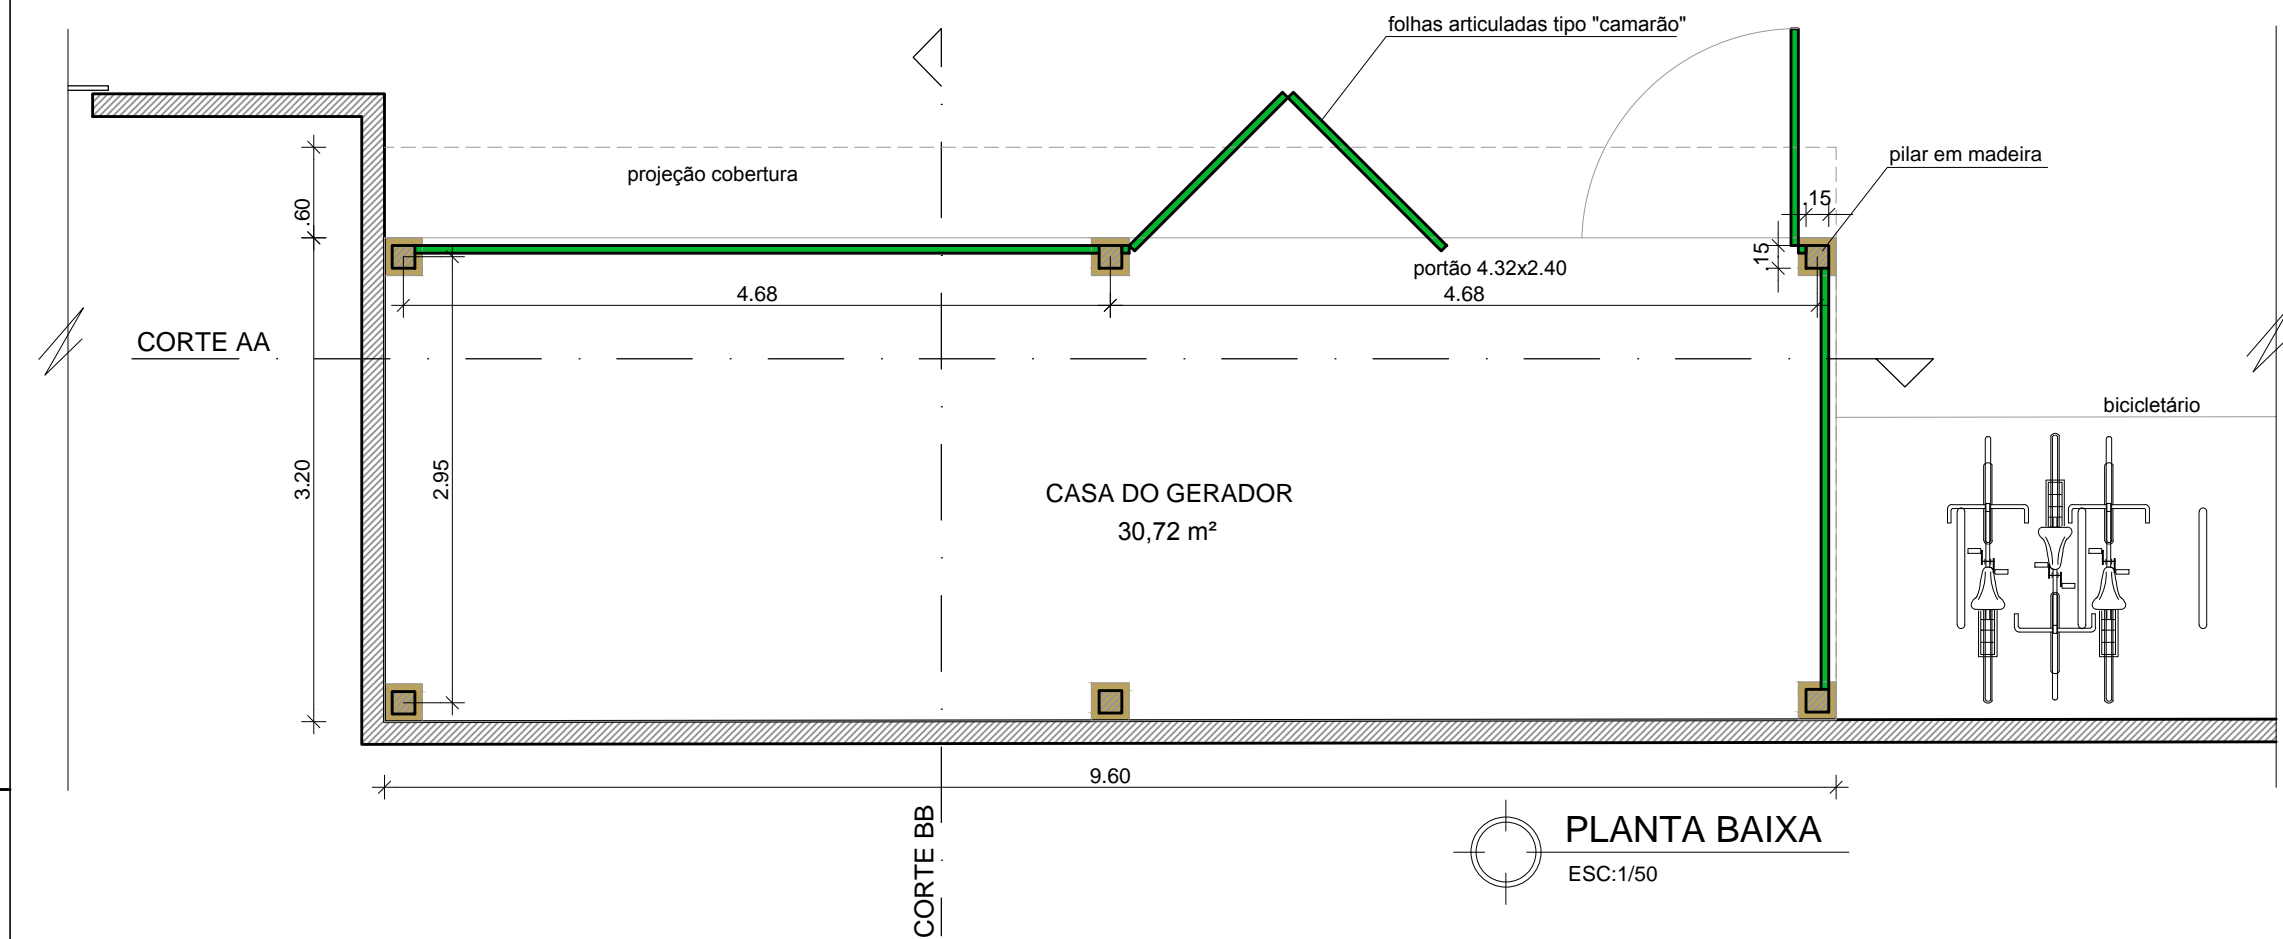 folhas articuladas tipo "camarão"
projeção cobertura
pilar em madeira
.60
.15
.15
portão 4.32x2.40
4.68
4.68
CORTE AA
bicicletário
3.20
2.95
CASA DO GERADOR
30,72 m²
9.60
CORTE BB
PLANTA BAIXA
ESC:1/50